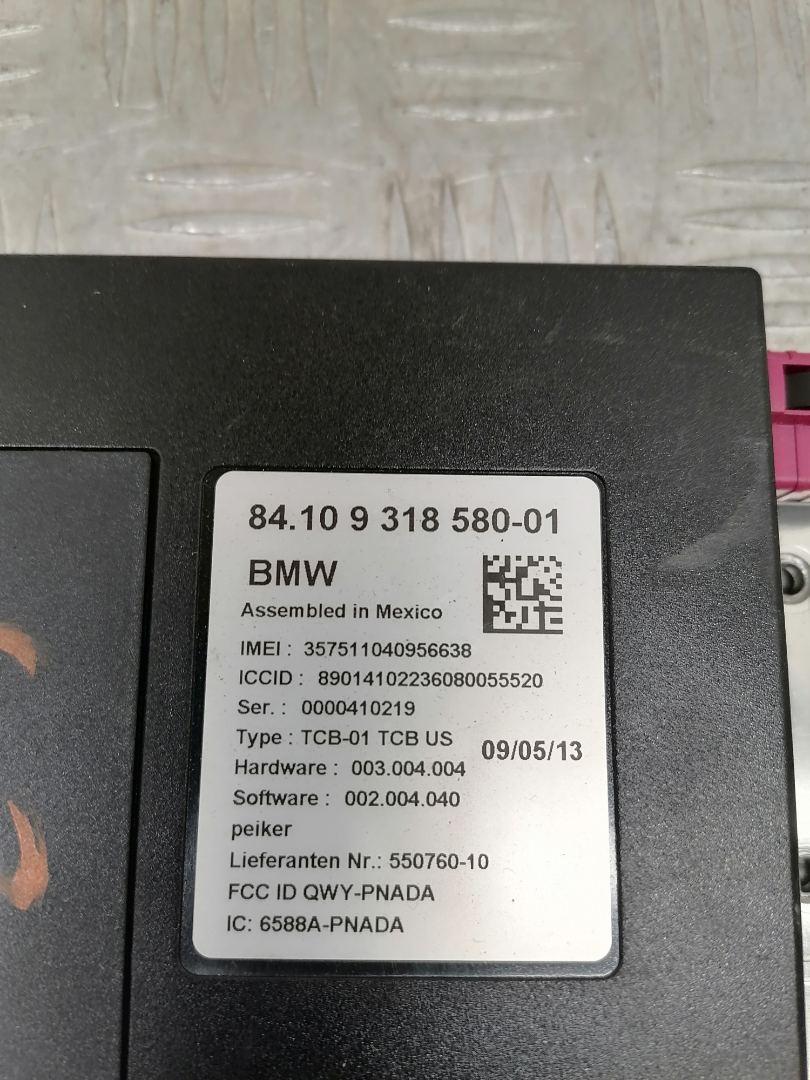 84.10 9 318 580-01
BMW
Assembled in Mexico
IMEI : 357511040956638
ICCID : 89014102236080055520
Ser. : 0000410219
Type : TCB-01 TCB US
09/05/13
Hardware : 003.004.004
Software : 002.004.040
peiker
Lieferanten Nr.: 550760-10
FCC ID QWY-PNADA
IC: 6588A-PNADA